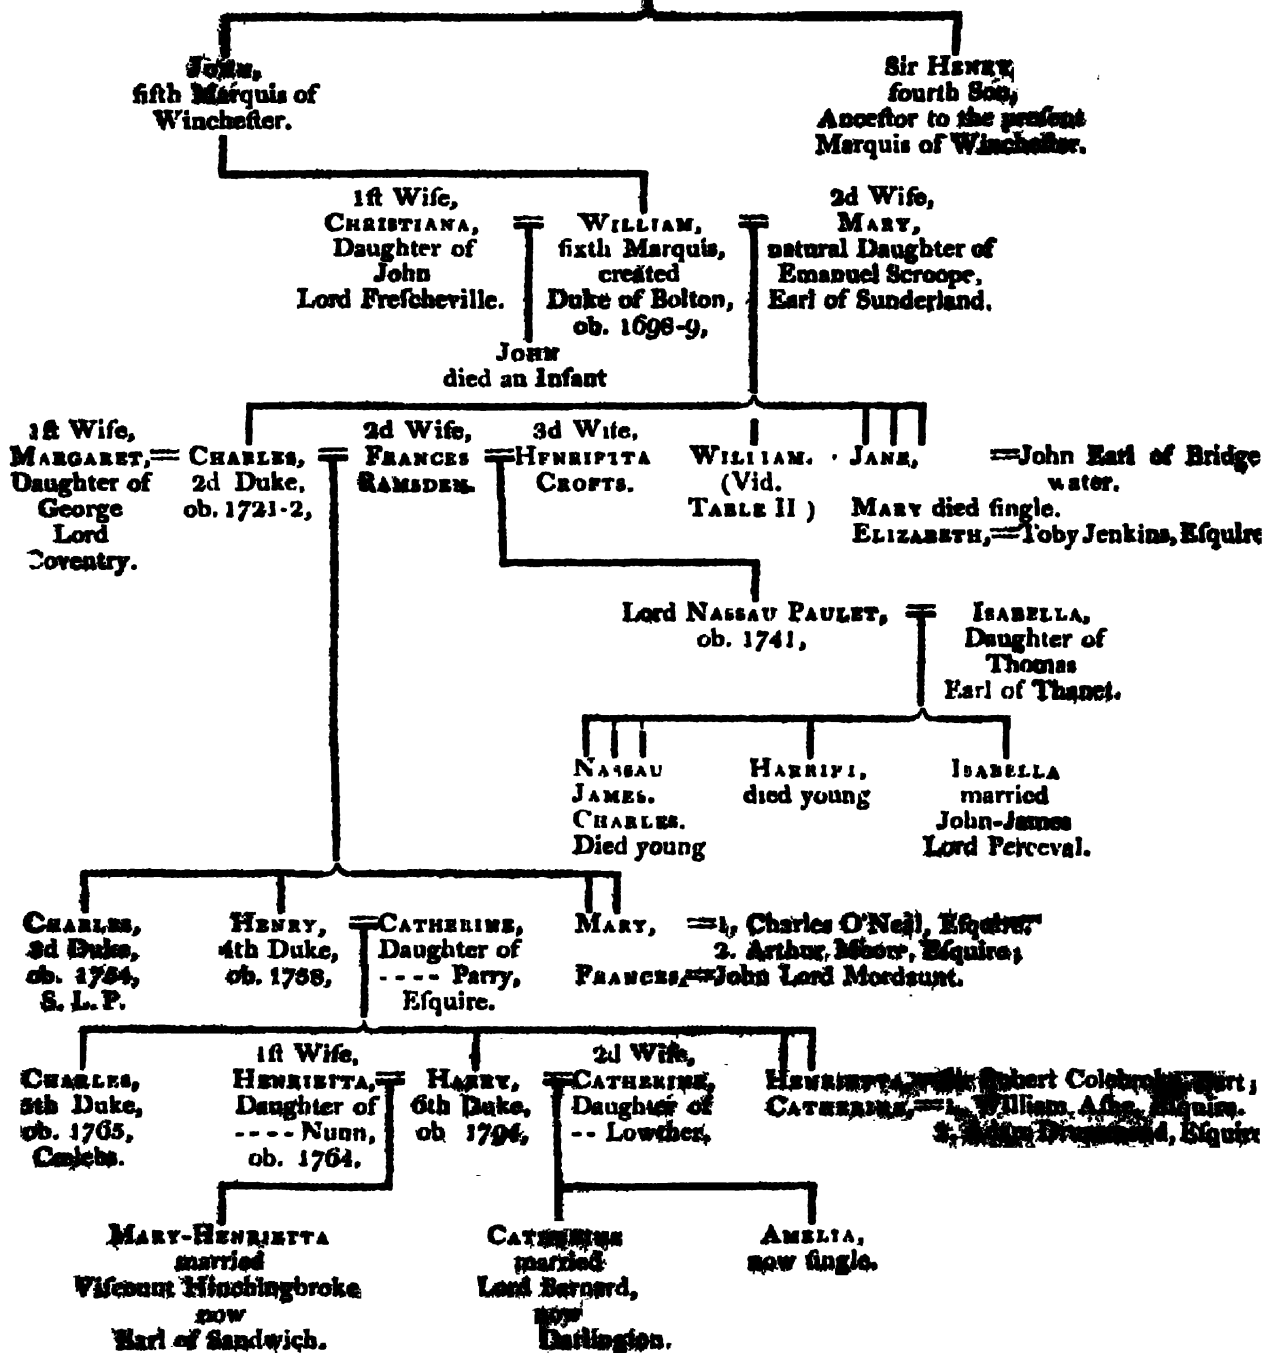 JOHN,
fifth Marquis of
Wincheſter.
Sir HENRY
fourth Son,
Anceſtor to the preſent
Marquis of Wincheſter.
1ſt Wife,
CHRISTIANA,
Daughter of
John
Lord Freſcheville.
WILLIAM,
ſixth Marquis,
created
Duke of Bolton,
ob. 1698-9,
2d Wife,
MARY,
natural Daughter of
Emanuel Scroope,
Earl of Sunderland.
JOHN
died an Infant
1ſt Wife,
MARGARET,=
Daughter of
George
Lord
Coventry.
CHARLES, =
2d Duke,
ob. 1721-2,
2d Wife,
FRANCES
RAMSDEN.
3d Wife,
=HENRIETTA
CROFTS.
WILLIAM.
(Vid.
TABLE II)
JANE, =John Earl of Bridge
water.
MARY died ſingle.
ELIZABETH,=Toby Jenkins, Eſquire
Lord NASSAU PAULET, =
ob. 1741,
ISABELLA,
Daughter of
Thomas
Earl of Thanet.
NASSAU
JAMES.
CHARLES.
Died young
HARRIET,
died young
ISABELLA
married
John-James
Lord Perceval.
CHARLES,
3d Duke,
ob. 1754,
S. L. P.
HENRY, =
4th Duke,
ob. 1758,
CATHERINE,
Daughter of
---- Parry,
Eſquire.
MARY, =1, Charles O'Neal, Eſquire.
2. Arthur, Eſquire;
FRANCES,=John Lord Mordaunt.
CHARLES,
5th Duke,
ob. 1765,
Cœlebs.
1ſt Wife,
HENRIETTA,=
Daughter of
---- Nunn,
ob. 1764,
HARRY, =
6th Duke,
ob 1794,
2d Wife,
CATHERINE,
Daughter of
-- Lowther,
HENRIETTA, Robert Colebrooke
CATHERINE,=1, William Aſhe, Eſquire.
2, Adam Drummond, Eſquire
MARY-HENRIETTA
married
Viſcount Hinchingbroke
now
Earl of Sandwich.
CATHERINE
married
Lord Barnard,
now
Darlington.
AMELIA,
now ſingle.